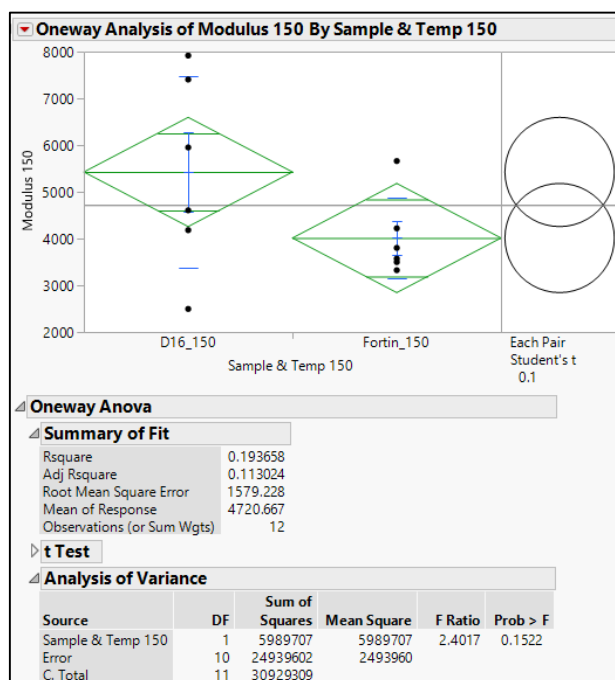 Oneway Analysis of Modulus 150 By Sample & Temp 150
8000
7000
6000
5000
4000
3000
2000
Modulus 150
D16_150
Fortin_150
Sample & Temp 150
Each Pair
Student's t
0.1
Oneway Anova
Summary of Fit
Rsquare 0.193658
Adj Rsquare 0.113024
Root Mean Square Error 1579.228
Mean of Response 4720.667
Observations (or Sum Wgts) 12
t Test
Analysis of Variance
Source DF Sum of Squares Mean Square F Ratio Prob > F
Sample & Temp 150 1 5989707 5989707 2.4017 0.1522
Error 10 24939602 2493960
C. Total 11 30929309